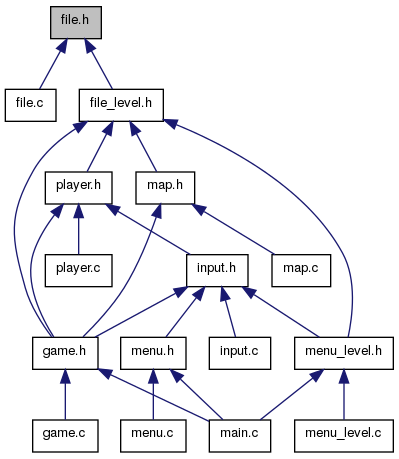 file.h
file.c
file_level.h
player.h
map.h
player.c
input.h
map.c
game.h
menu.h
input.c
menu_level.h
game.c
menu.c
main.c
menu_level.c